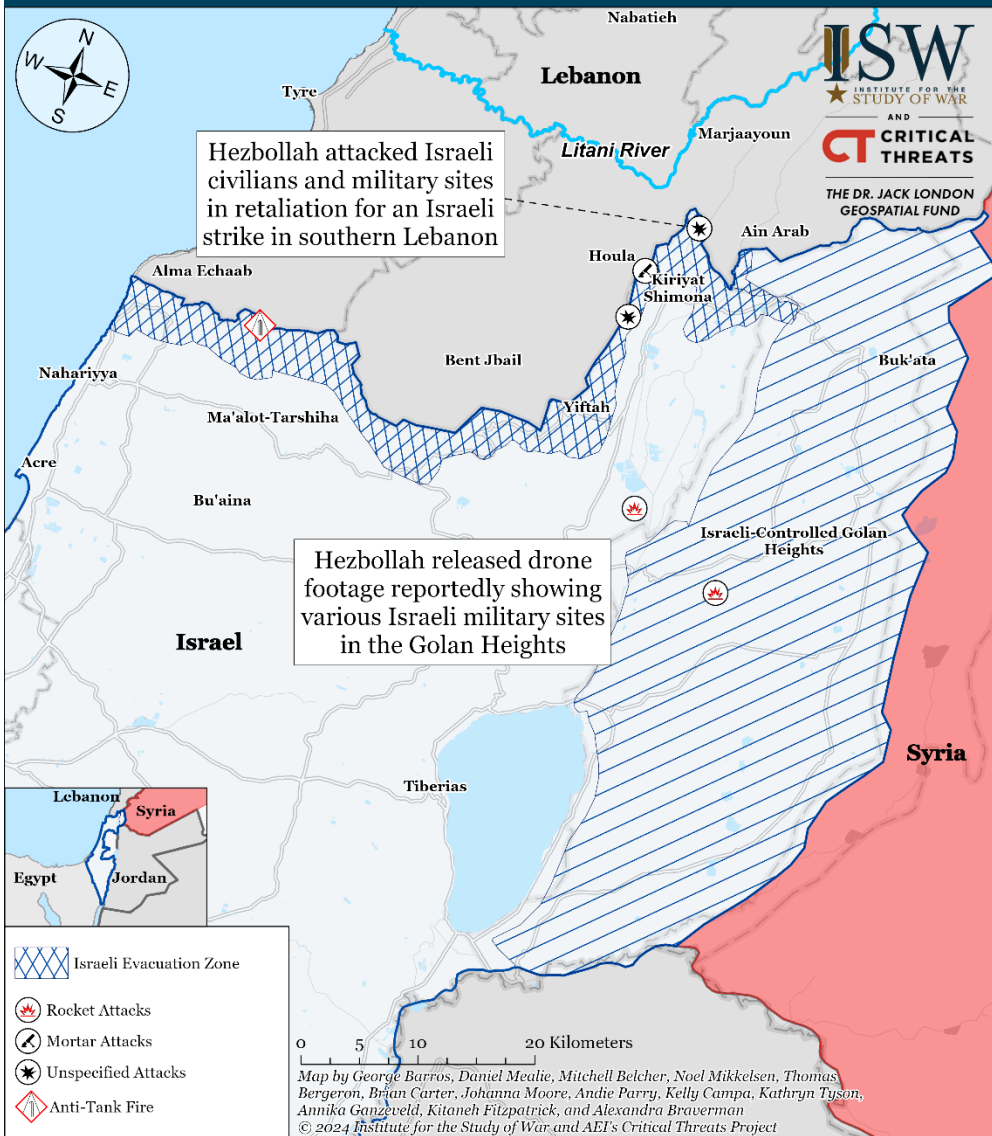 N
W
E
S
Nabatieh
Lebanon
ISW
INSTITUTE FOR THE
STUDY OF WAR
AND
CT CRITICAL
THREATS
THE DR. JACK LONDON
GEOSPATIAL FUND
Tyre
Marjaayoun
Litani River
Hezbollah attacked Israeli
civilians and military sites
in retaliation for an Israeli
strike in southern Lebanon
Ain Arab
Houla
Alma Echaab
Kiriyat
Shimona
Bent Jbail
Buk'ata
Nahariyya
Ma'alot-Tarshiha
Yiftah
Acre
Bu'aina
Israeli-Controlled Golan
Heights
Hezbollah released drone
footage reportedly showing
various Israeli military sites
in the Golan Heights
Israel
Syria
Tiberias
Lebanon
Syria
Egypt
Jordan
Israeli Evacuation Zone
Rocket Attacks
Mortar Attacks
Unspecified Attacks
Anti-Tank Fire
0 5 10 20 Kilometers
Map by George Barros, Daniel Mealie, Mitchell Belcher, Noel Mikkelsen, Thomas
Bergeron, Brian Carter, Johanna Moore, Andie Parry, Kelly Campa, Kathryn Tyson,
Annika Ganzeveld, Kitaneh Fitzpatrick, and Alexandra Braverman
© 2024 Institute for the Study of War and AEI's Critical Threats Project